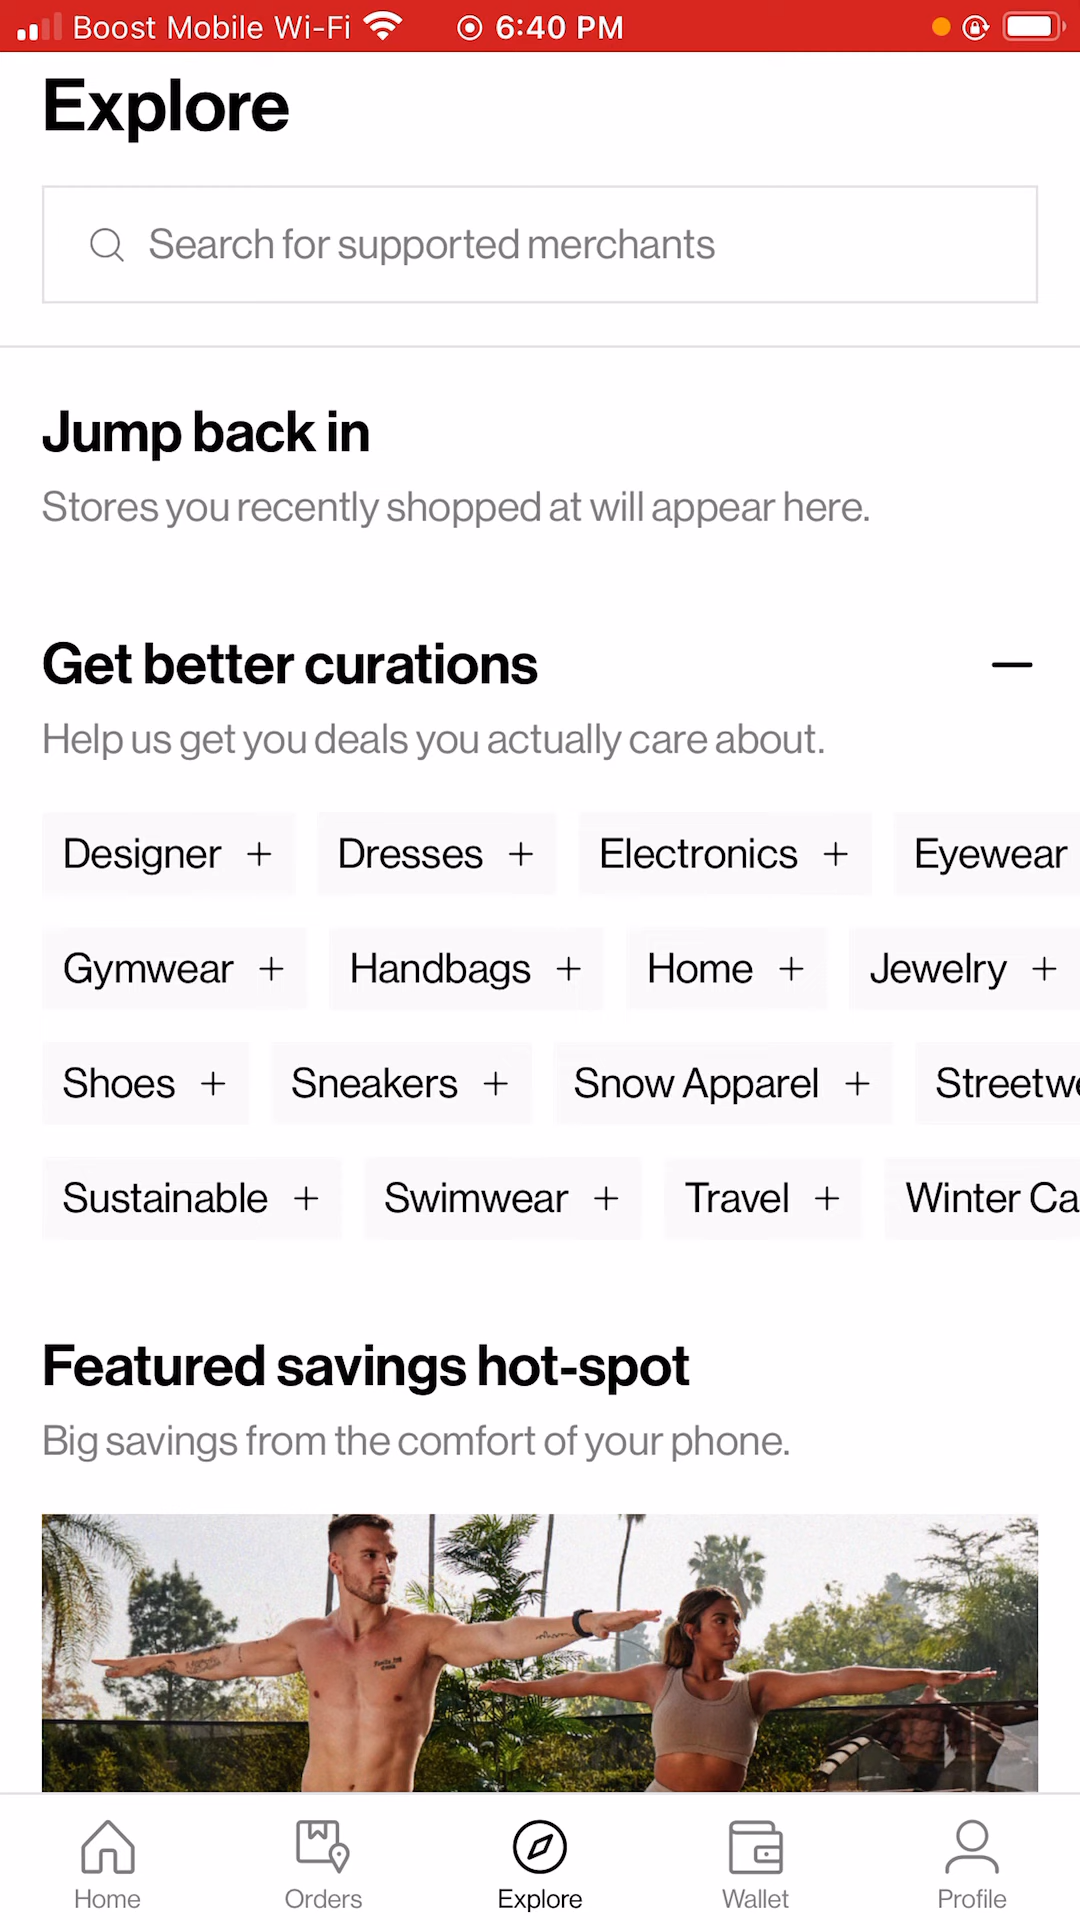 Boost Mobile Wi-Fi 6:40 PM
Explore
Search for supported merchants
Jump back in
Stores you recently shopped at will appear here.
Get better curations
Help us get you deals you actually care about.
Designer + Dresses + Electronics + Eyewear
Gymwear + Handbags + Home + Jewelry +
Shoes + Sneakers + Snow Apparel + Streetw
Sustainable + Swimwear + Travel + Winter Ca
Featured savings hot-spot
Big savings from the comfort of your phone.
Home Orders Explore Wallet Profile